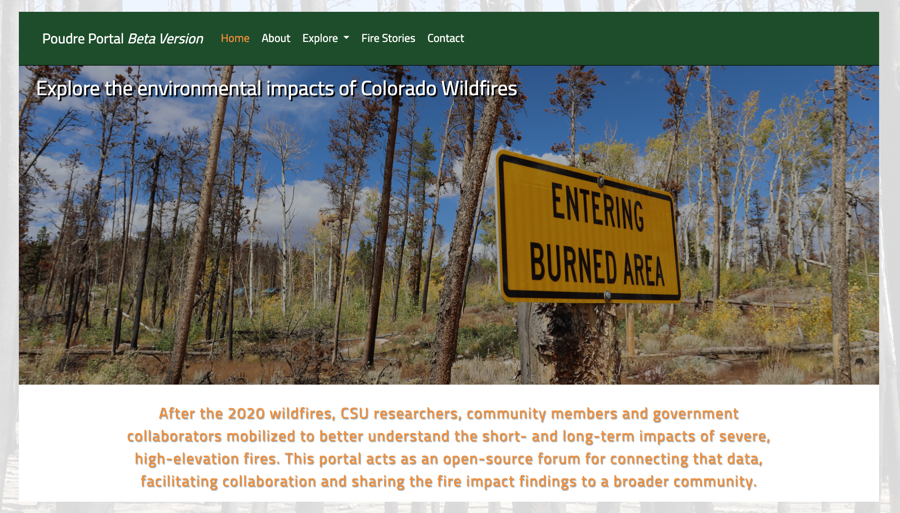 Poudre Portal Beta Version Home About Explore Fire Stories Contact
Explore the environmental impacts of Colorado Wildfires
ENTERING
BURNED AREA
After the 2020 wildfires, CSU researchers, community members and government
collaborators mobilized to better understand the short- and long-term impacts of severe,
high-elevation fires. This portal acts as an open-source forum for connecting that data,
facilitating collaboration and sharing the fire impact findings to a broader community.